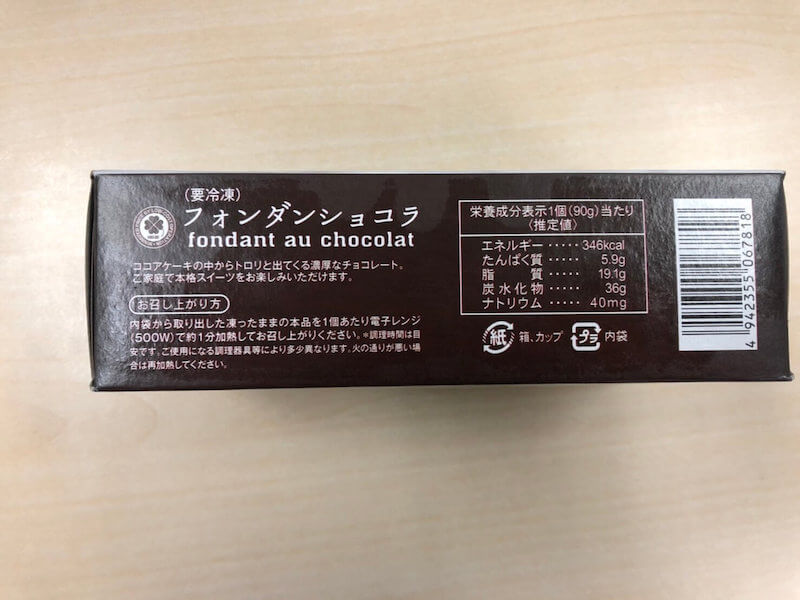 (要冷凍)
フォンダンショコラ
fondant au chocolat
ココアケーキの中からトロリと出てくる濃厚なチョコレート。
ご家庭で本格スイーツをお楽しみいただけます。
お召し上がり方
内袋から取り出した凍ったままの本品を1個あたり電子レンジ
(500W)で約1分加熱してお召し上がりください。※調理時間は目
安です。ご使用になる調理器具等により多少異なります。火の通りが悪い場
合は再加熱してください。
栄養成分表示1個(90g)当たり
〈推定値〉
エネルギー・・・・・346kcal
たんぱく質・・・・・5.9g
脂　質・・・・・19.1g
炭水化物・・・・・36g
ナトリウム・・・・・40mg
紙 箱、カップ プラ 内袋
4 942355 067818